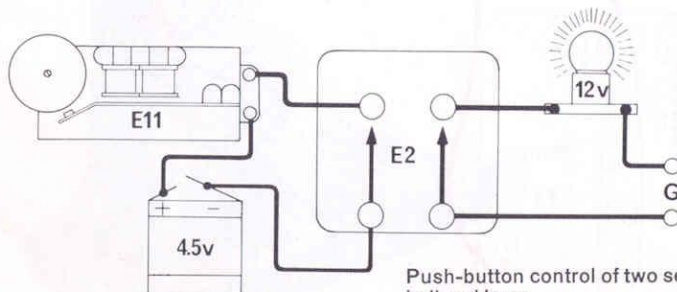 12v
E11
E2
G
+ −
4.5v
Push-button control of two se